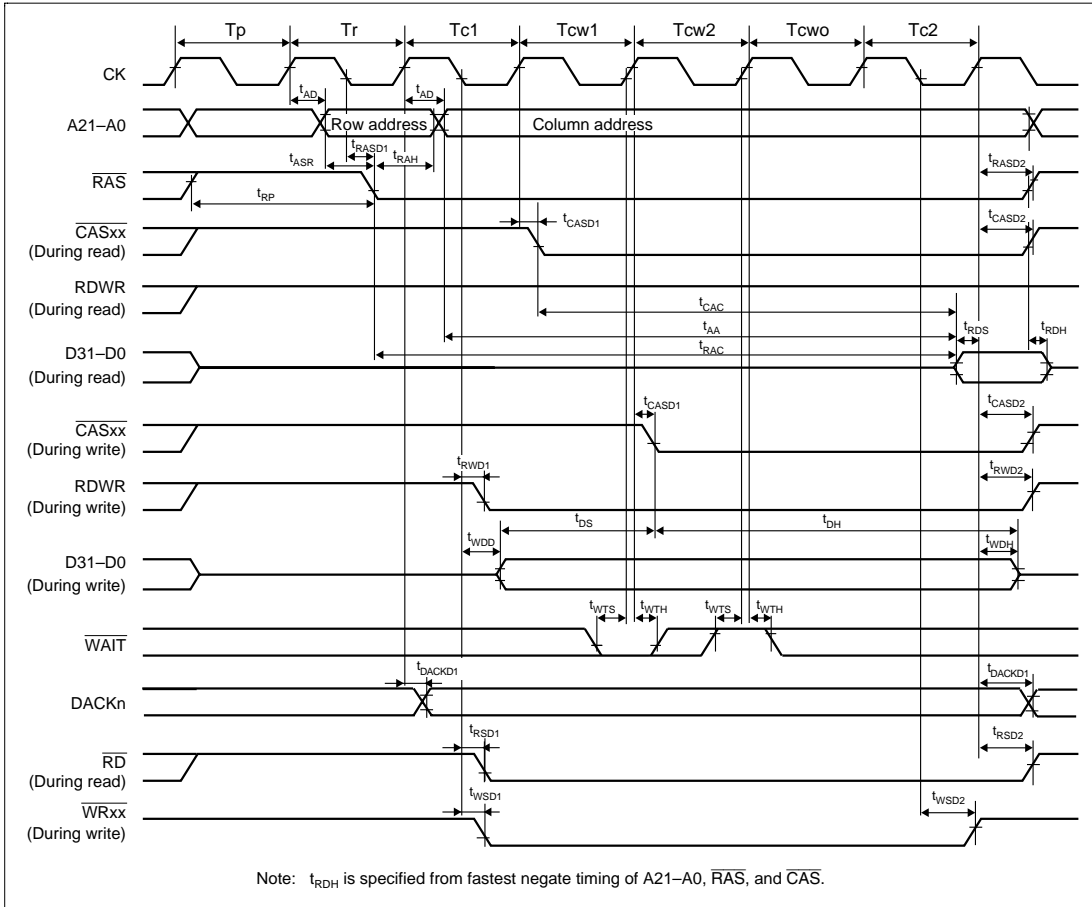 Tp Tr Tc1 Tcw1 Tcw2 Tcwo Tc2
CK
tAD tAD
A21–A0 Row address Column address
tRASD1
tASR tRAH tRASD2
RAS
tRP
tCASD1 tCASD2
CASxx
(During read)
RDWR
(During read)
tCAC
tAA tRDS tRDH
D31–D0 tRAC
(During read)
tCASD1 tCASD2
CASxx
(During write)
tRWD1 tRWD2
RDWR
(During write)
tDS tDH
tWDD tWDH
D31–D0
(During write)
tWTS tWTH tWTS tWTH
WAIT
tDACKD1 tDACKD1
DACKn
tRSD1 tRSD2
RD
(During read)
tWSD1 tWSD2
WRxx
(During write)
Note: tRDH is specified from fastest negate timing of A21–A0, RAS, and CAS.